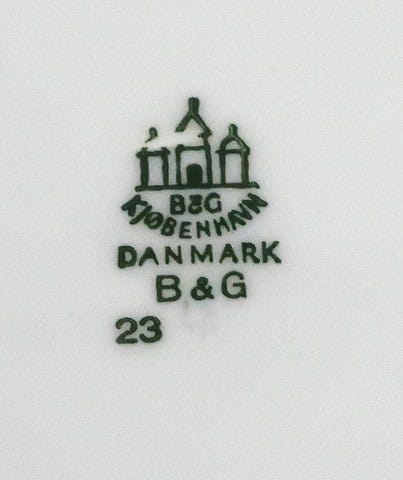 B&G
KJØBENHAVN
DANMARK
B & G
23